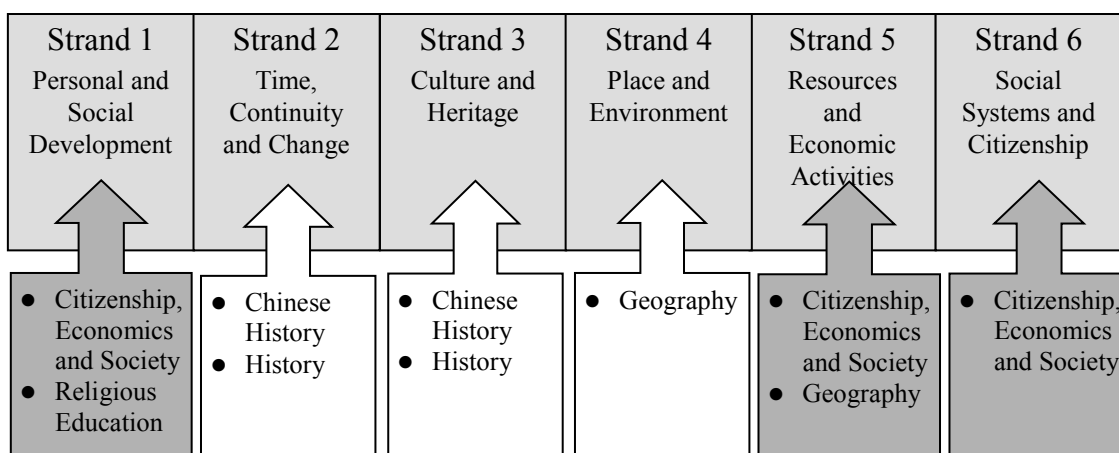 Strand 1
Personal and
Social
Development
Strand 2
Time,
Continuity
and Change
Strand 3
Culture and
Heritage
Strand 4
Place and
Environment
Strand 5
Resources
and
Economic
Activities
Strand 6
Social
Systems and
Citizenship
● Citizenship,
Economics
and Society
● Religious
Education
● Chinese
History
● History
● Chinese
History
● History
● Geography
● Citizenship,
Economics
and Society
● Geography
● Citizenship,
Economics
and Society